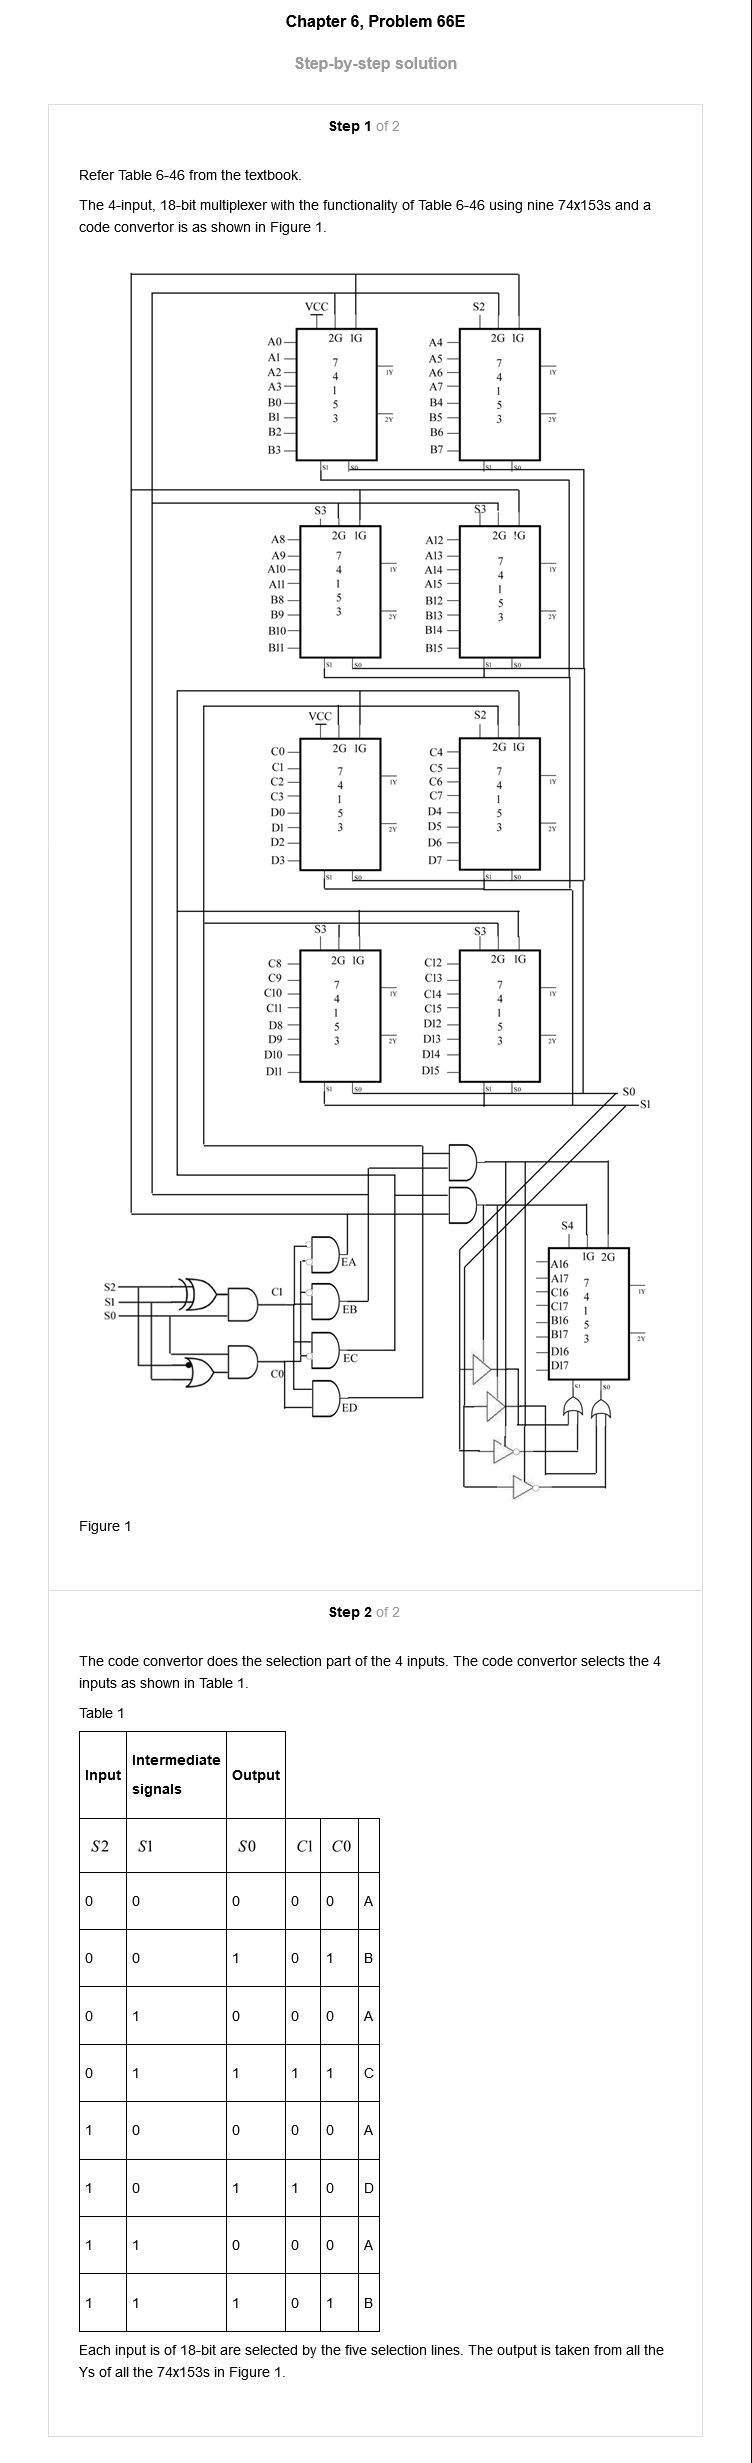 Chapter 6, Problem 66E
Step-by-step solution
Step 1 of 2
Refer Table 6-46 from the textbook.
The 4-input, 18-bit multiplexer with the functionality of Table 6-46 using nine 74x153s and a
code convertor is as shown in Figure 1.
VCC
2G 1G
A0
A1
A2
A3
B0
B1
B2
B3
7
4
1
5
3
1Y
2Y
S1
S0
S2
2G 1G
A4
A5
A6
A7
B4
B5
B6
B7
7
4
1
5
3
1Y
2Y
S1
S0
S3
2G 1G
A8
A9
A10
A11
B8
B9
B10
B11
7
4
1
5
3
1Y
2Y
S1
S0
S3
2G !G
A12
A13
A14
A15
B12
B13
B14
B15
7
4
1
5
3
1Y
2Y
S1
S0
VCC
2G 1G
C0
C1
C2
C3
D0
D1
D2
D3
7
4
1
5
3
1Y
2Y
S1
S0
S2
2G 1G
C4
C5
C6
C7
D4
D5
D6
D7
7
4
1
5
3
1Y
2Y
S1
S0
S3
2G 1G
C8
C9
C10
C11
D8
D9
D10
D11
7
4
1
5
3
1Y
2Y
S1
S0
S3
2G 1G
C12
C13
C14
C15
D12
D13
D14
D15
7
4
1
5
3
1Y
2Y
S1
S0
S0
S1
S2
S1
S0
C1
C0
EA
EB
EC
ED
S4
1G 2G
A16
A17
C16
C17
B16
B17
D16
D17
7
4
1
5
3
1Y
2Y
S1
S0
Figure 1
Step 2 of 2
The code convertor does the selection part of the 4 inputs. The code convertor selects the 4
inputs as shown in Table 1.
Table 1
Input Intermediate signals Output
S2 S1 S0 C1 C0
0 0 0 0 0 A
0 0 1 0 1 B
0 1 0 0 0 A
0 1 1 1 1 C
1 0 0 0 0 A
1 0 1 1 0 D
1 1 0 0 0 A
1 1 1 0 1 B
Each input is of 18-bit are selected by the five selection lines. The output is taken from all the
Ys of all the 74x153s in Figure 1.